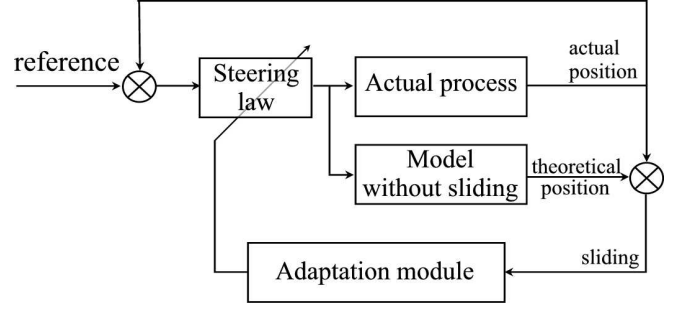 reference
Steering
law
Actual process
actual
position
Model
without sliding
theoretical
position
sliding
Adaptation module